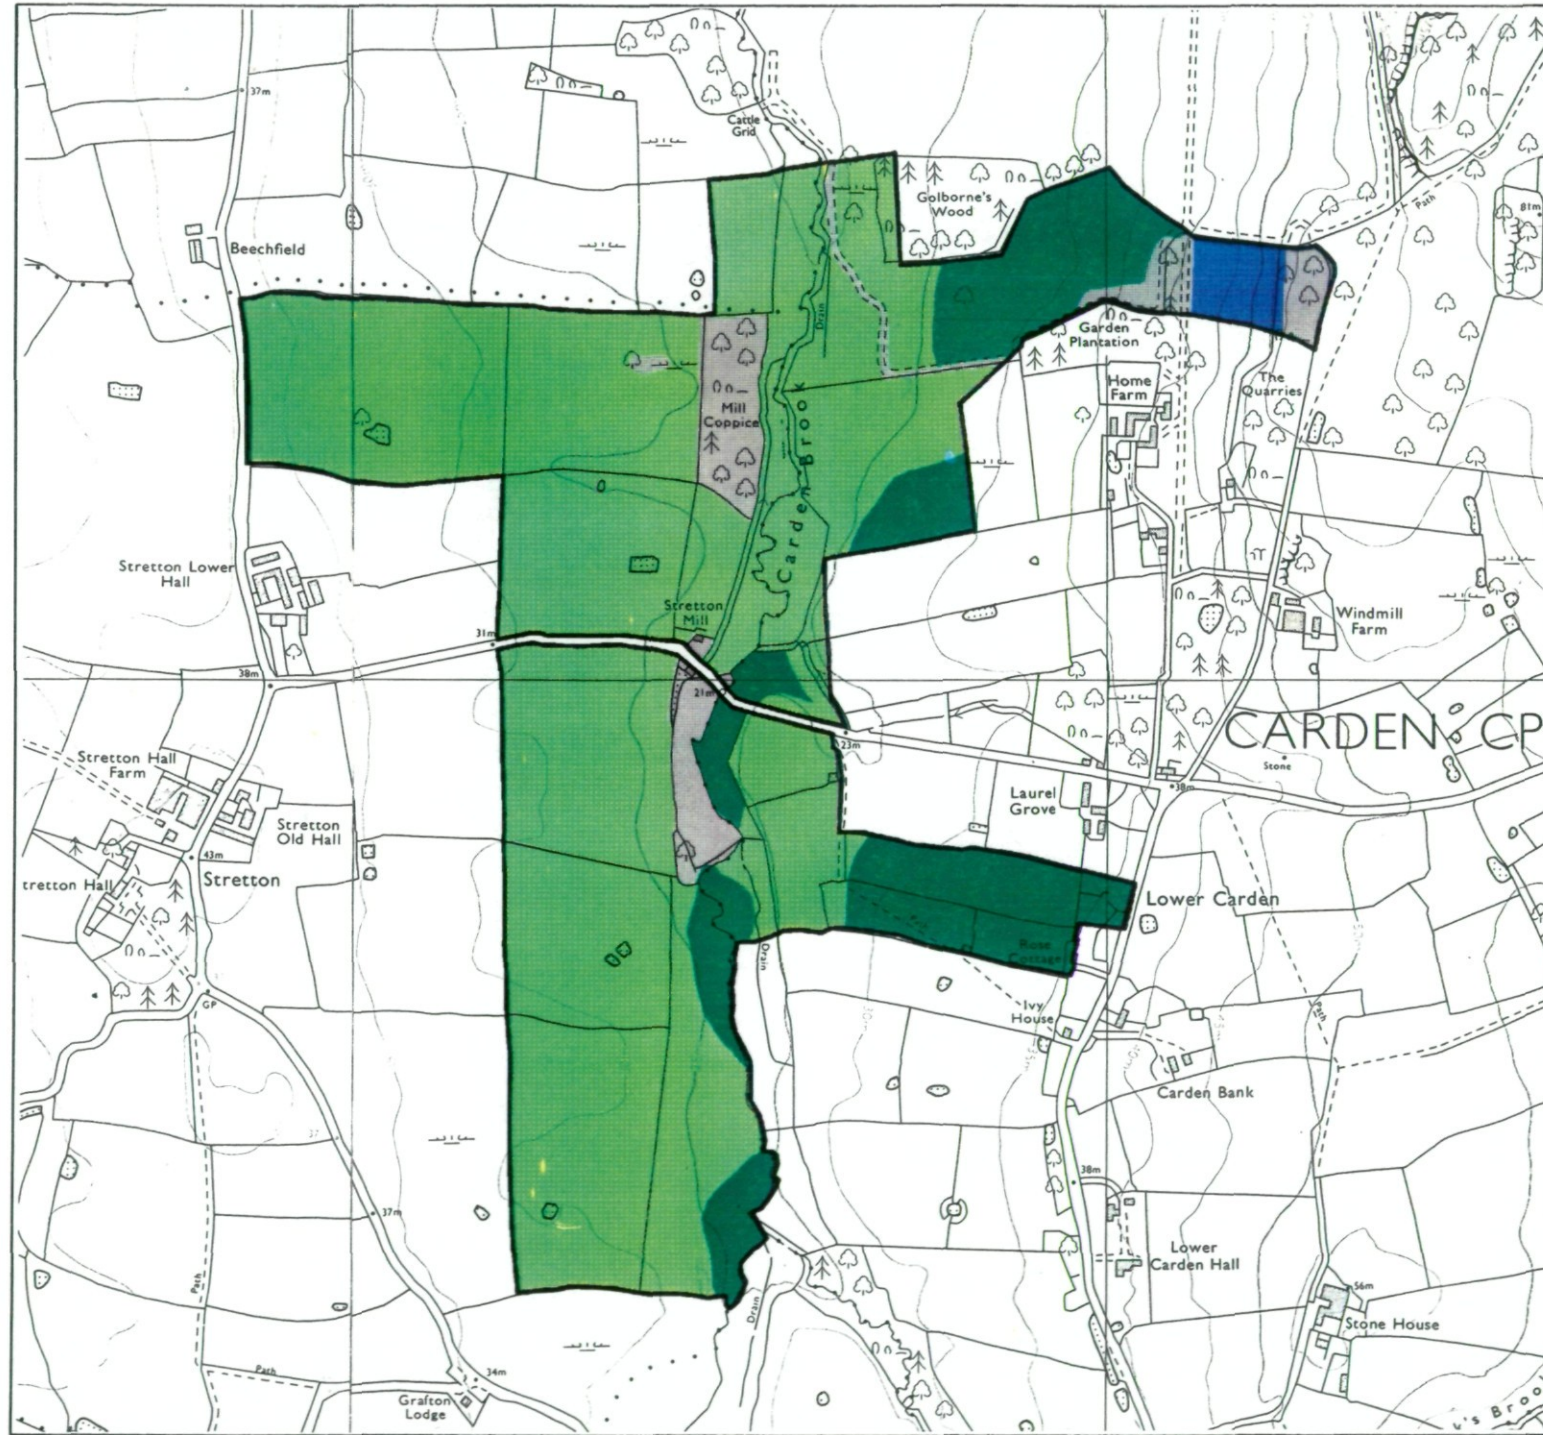 37m
Cattle
Grid
Path
81m
Golborne's
Wood
Beechfield
Drain
Garden
Plantation
Home
Farm
The
Quarries
Mill
Coppice
Carden Brook
Stretton Lower
Hall
Stretton
Mill
Windmill
Farm
31m
38m
21m
CARDEN CP
23m
Stone
Stretton Hall
Farm
38m
Laurel
Grove
Stretton
Old Hall
43m
Stretton
tretton Hall
Lower Carden
Rose
Cottage
Drain
GP
Ivy
House
Path
Carden Bank
37
38m
37m
Lower
Carden Hall
Path
56m
Drain
Stone House
Path
34m
Grafton
Lodge
's Brook